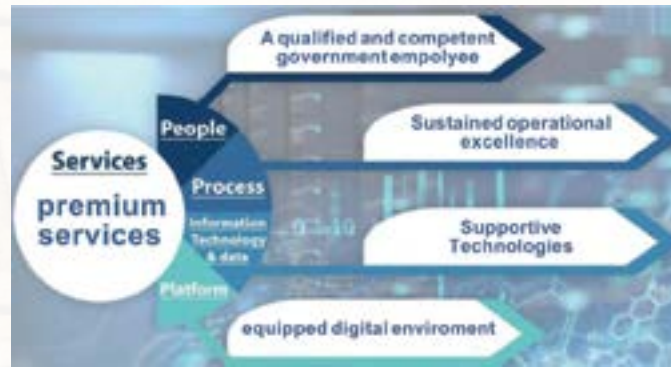 A qualified and competent
government empolyee
People
Sustained operational
excellence
Services
premium
services
Process
Information
Technology
& data
Supportive
Technologies
Platform
equipped digital enviroment